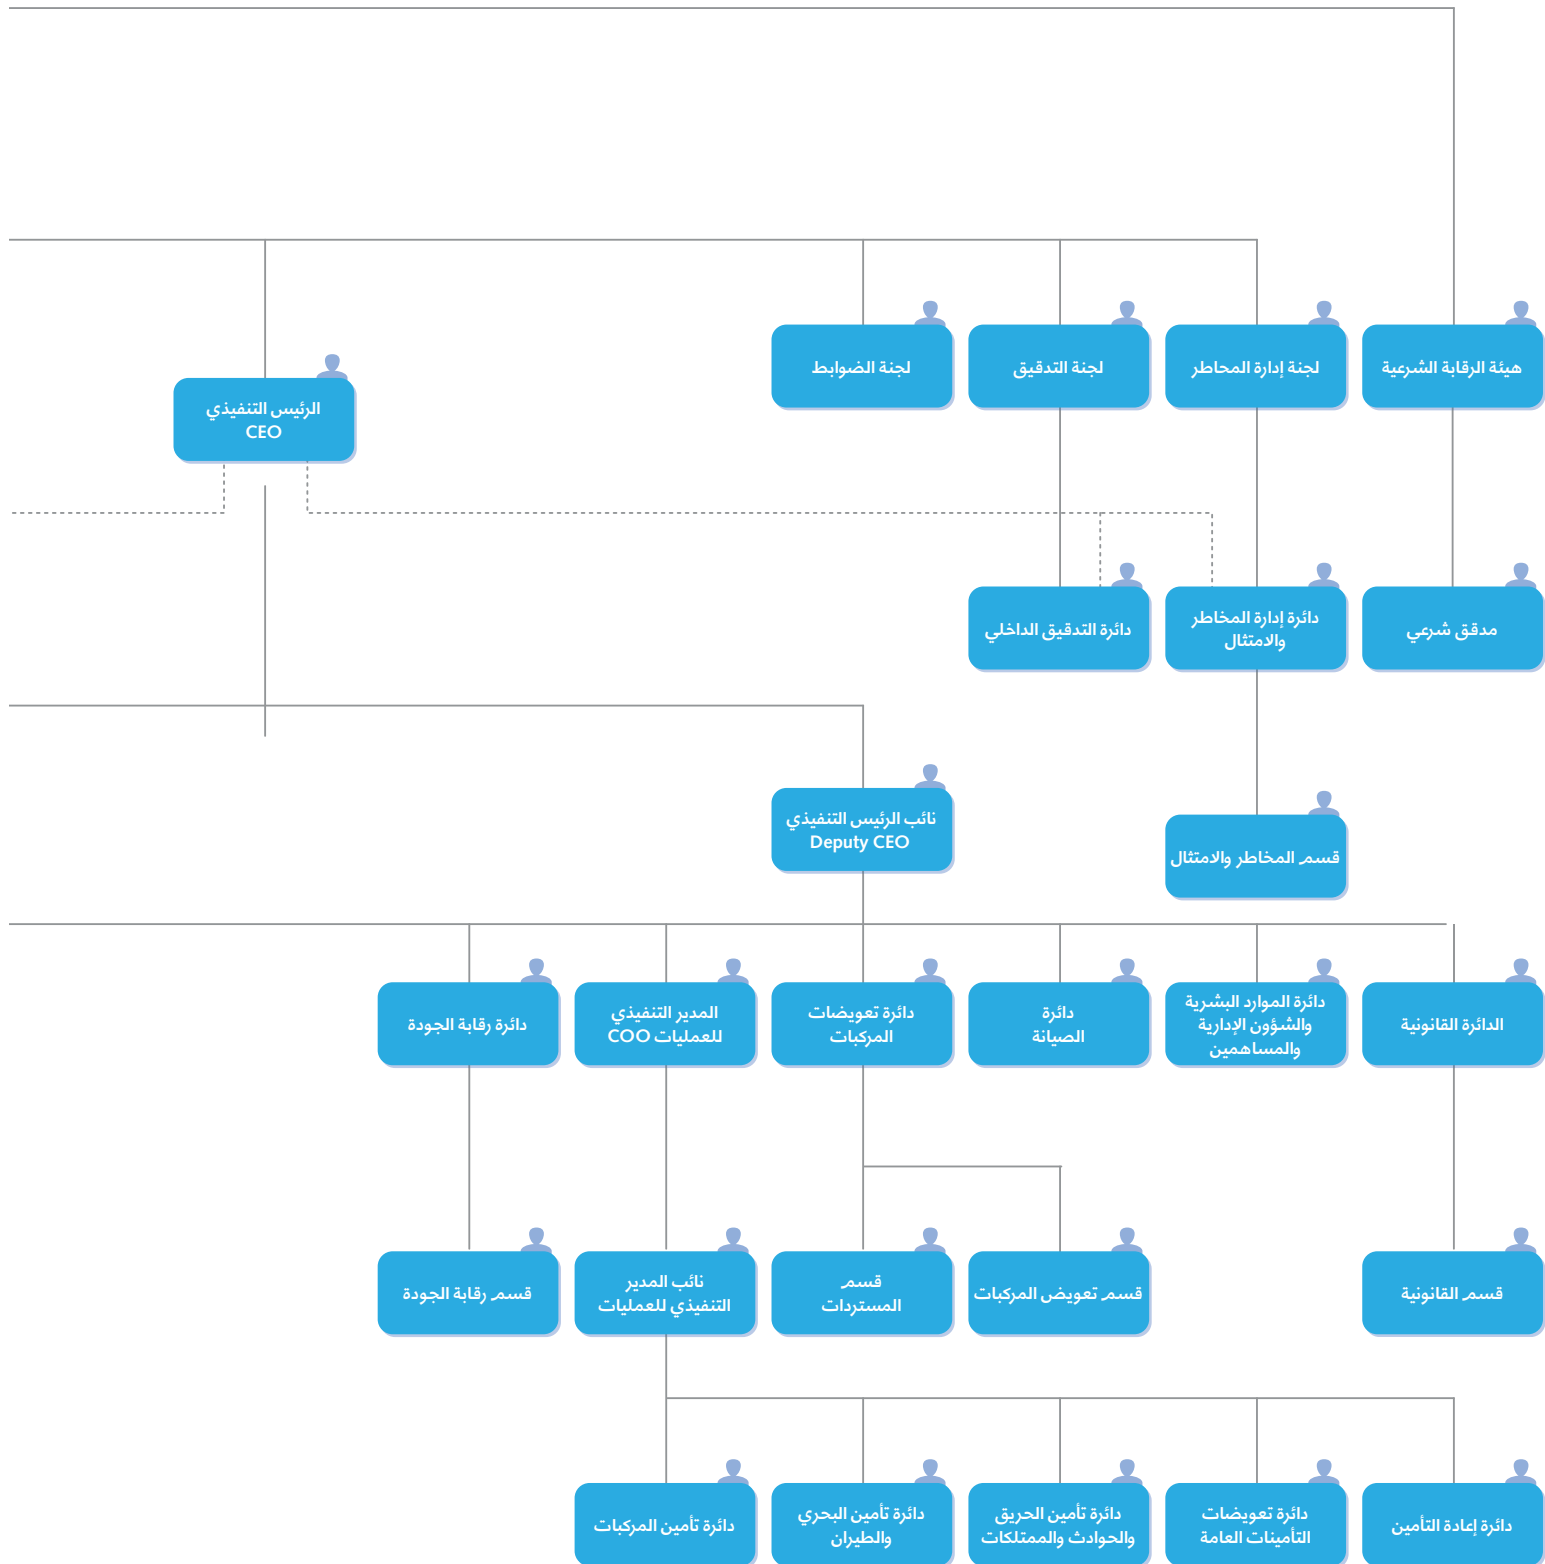 هيئة الرقابة الشرعية
لجنة إدارة المحاطر
لجنة التدقيق
لجنة الضوابط
الرئيس التنفيذي
CEO
مدقق شرعي
دائرة إدارة المخاطر
والامتثال
دائرة التدقيق الداخلي
نائب الرئيس التنفيذي
Deputy CEO
قسم المخاطر والامتثال
الدائرة القانونية
دائرة الموارد البشرية
والشؤون الإدارية
والمساهمين
دائرة
الصيانة
دائرة تعويضات
المركبات
المدير التنفيذي
للعمليات COO
دائرة رقابة الجودة
قسم القانونية
قسم تعويض المركبات
قسم
المستردات
نائب المدير
التنفيذي للعمليات
قسم رقابة الجودة
دائرة إعادة التأمين
دائرة تعويضات
التأمينات العامة
دائرة تأمين الحريق
والحوادث والممتلكات
دائرة تأمين البحري
والطيران
دائرة تأمين المركبات